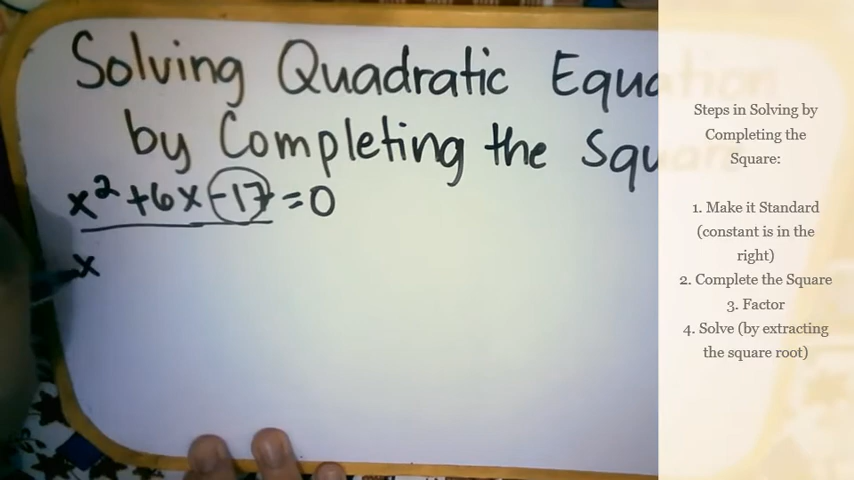 Solving Quadratic Equation
by Completing the Square
x² +6x -17 = 0
x
Steps in Solving by
Completing the
Square:
1. Make it Standard
(constant is in the
right)
2. Complete the Square
3. Factor
4. Solve (by extracting
the square root)